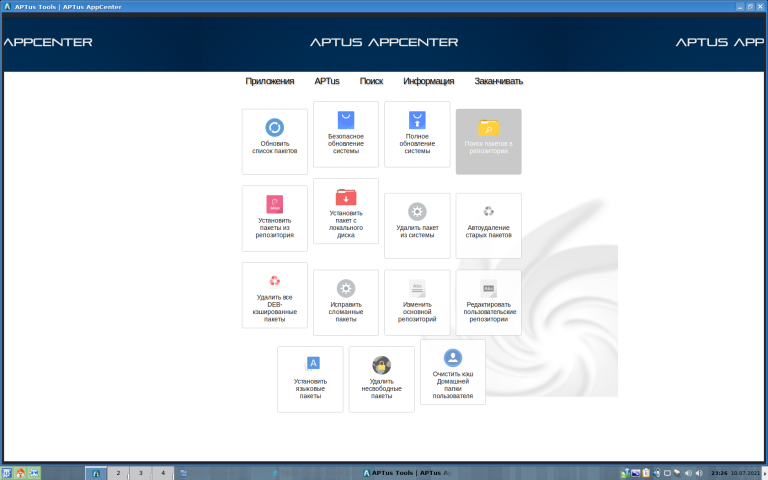 APTus Tools | APTus AppCenter
APPCENTER
APTUS APPCENTER
APTUS APP
Приложения APTus Поиск Информация Заканчивать
Обновить
список пакетов
Безопасное
обновление
системы
Полное
обновление
системы
Поиск пакетов в
репозитории
Установить
пакеты из
репозитория
Установить
пакет с
локального
диска
Удалить пакет
из системы
Автоудаление
старых пакетов
Удалить все
DEB-
кэшированные
пакеты
Исправить
сломанные
пакеты
Изменить
основной
репозиторий
Редактировать
пользовательские
репозитории
Установить
языковые
пакеты
Удалить
несвободные
пакеты
Очистить кэш
Домашней
папки
пользователя
2 3 4
APTus Tools | APTus A
23:26 10.07.2021